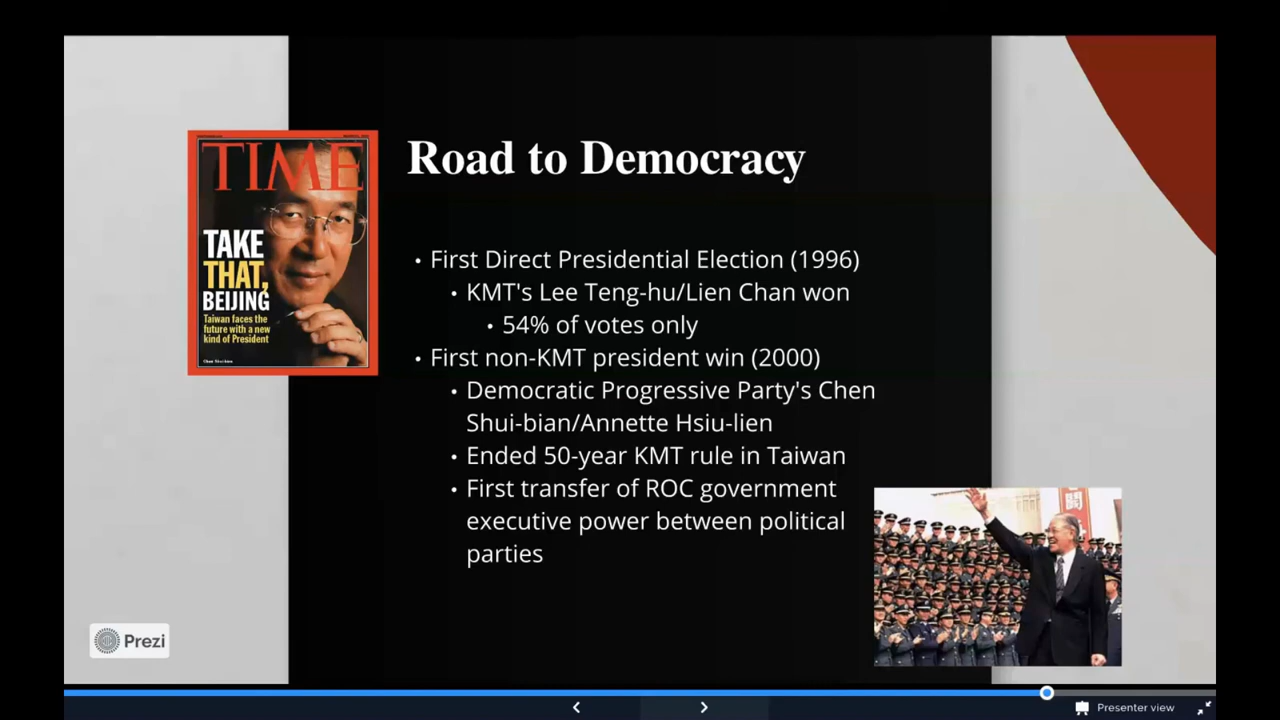 TIME
TAKE
THAT,
BEIJING
Taiwan faces the
future with a new
kind of President
Road to Democracy
• First Direct Presidential Election (1996)
• KMT's Lee Teng-hu/Lien Chan won
• 54% of votes only
• First non-KMT president win (2000)
• Democratic Progressive Party's Chen
Shui-bian/Annette Hsiu-lien
• Ended 50-year KMT rule in Taiwan
• First transfer of ROC government
executive power between political
parties
Prezi
Presenter view